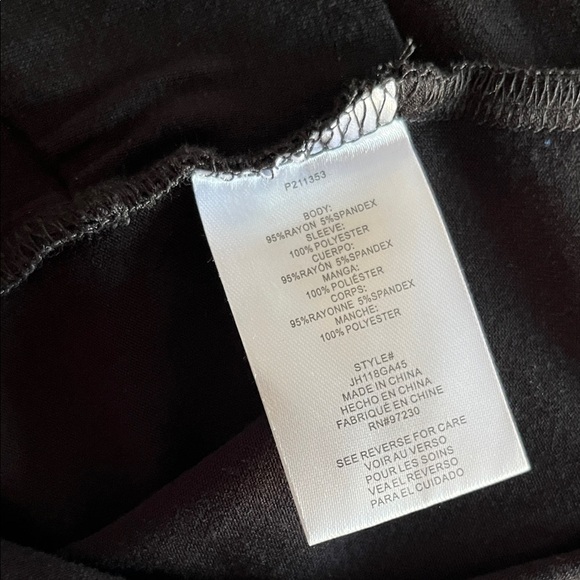 P211353
BODY:
95%RAYON 5%SPANDEX
SLEEVE:
100% POLYESTER
CUERPO:
95%RAYÓN 5%SPANDEX
MANGA:
100% POLIÉSTER
CORPS:
95%RAYONNE 5%SPANDEX
MANCHE:
100% POLYESTER
STYLE#
JH118GA45
MADE IN CHINA
HECHO EN CHINA
FABRIQUÉ EN CHINE
RN#97230
SEE REVERSE FOR CARE
VOIR AU VERSO
POUR LES SOINS
VEA EL REVERSO
PARA EL CUIDADO